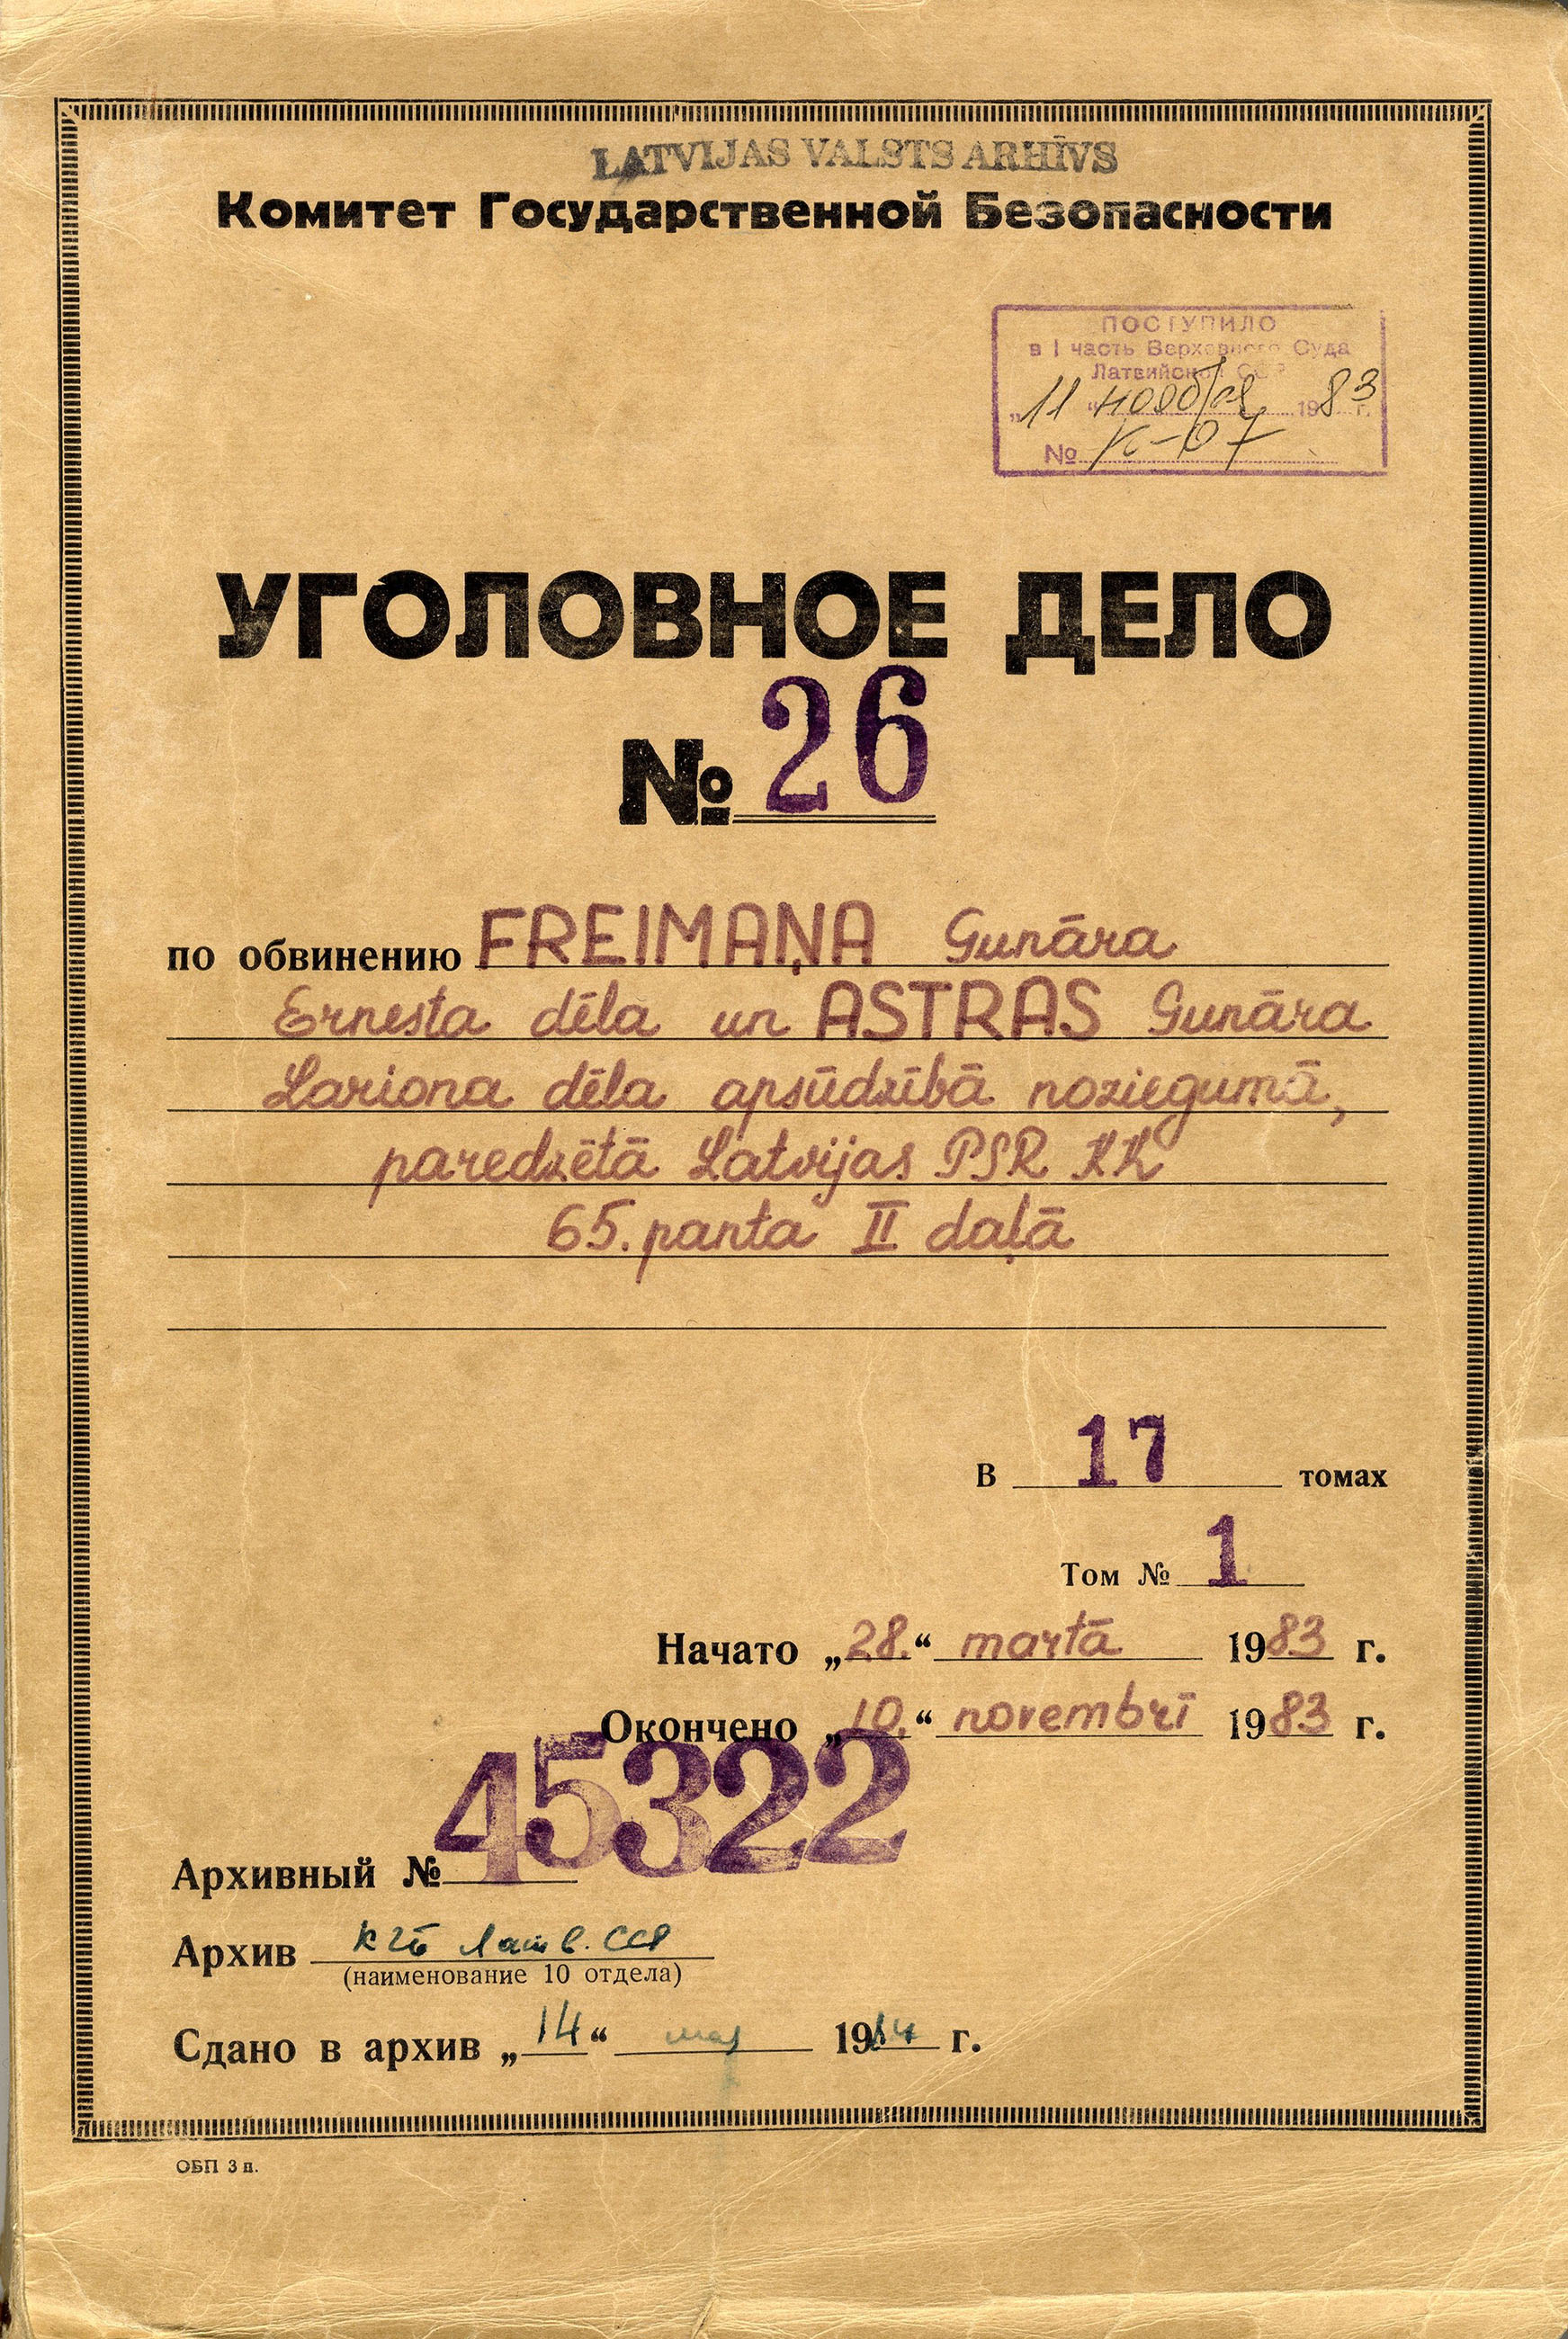 LATVIJAS VALSTS ARHĪVS
Комитет Государственной Безопасности
ПОСТУПИЛО
в I часть Верховного Суда
Латвийской ССР
„11“ ноября 1983 г.
№ К-07
УГОЛОВНОЕ ДЕЛО
№ 26
по обвинению FREIMAŅA Gunāra
Ernesta dēla un ASTRAS Gunāra
Lariona dēla apsūdzībā noziegumā,
paredzētā Latvijas PSR KK
65. panta II daļā
В 17 томах
Том № 1
Начато „28.“ martā 1983 г.
Окончено „10.“ novembrī 1983 г.
Архивный № 45322
Архив КГБ Латв. ССР
(наименование 10 отдела)
Сдано в архив „14“ мая 1984 г.
ОБП 3 п.